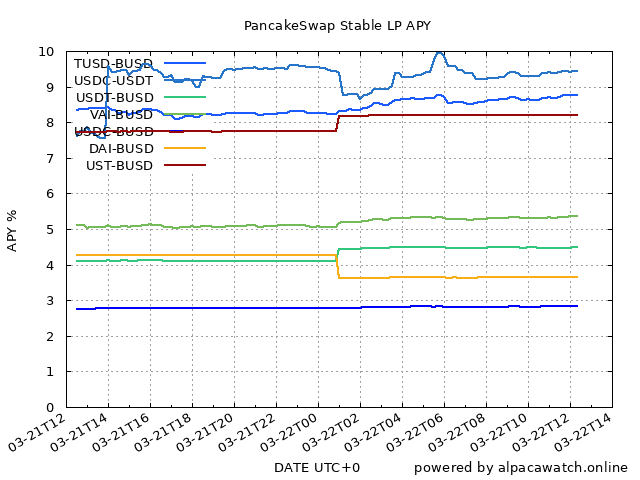 PancakeSwap Stable LP APY
10
9
8
7
6
5
4
3
2
1
0
APY %
TUSD-BUSD
USDC-USDT
USDT-BUSD
VAI-BUSD
USDC-BUSD
DAI-BUSD
UST-BUSD
03-21T12
03-21T14
03-21T16
03-21T18
03-21T20
03-21T22
03-22T00
03-22T02
03-22T04
03-22T06
03-22T08
03-22T10
03-22T12
03-22T14
DATE UTC+0
powered by alpacawatch.online